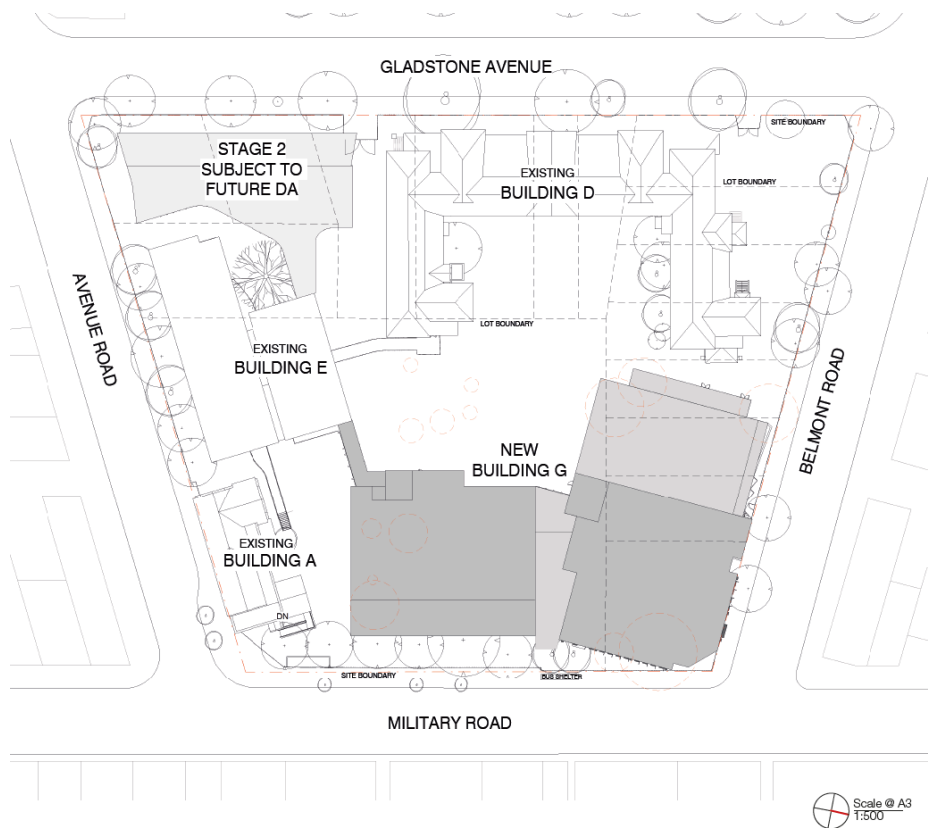 GLADSTONE AVENUE
SITE BOUNDARY
STAGE 2
SUBJECT TO
FUTURE DA
EXISTING
BUILDING D
LOT BOUNDARY
AVENUE ROAD
LOT BOUNDARY
EXISTING
BUILDING E
BELMONT ROAD
NEW
BUILDING G
EXISTING
BUILDING A
DN
SITE BOUNDARY
BUS SHELTER
MILITARY ROAD
Scale @ A3
1:500